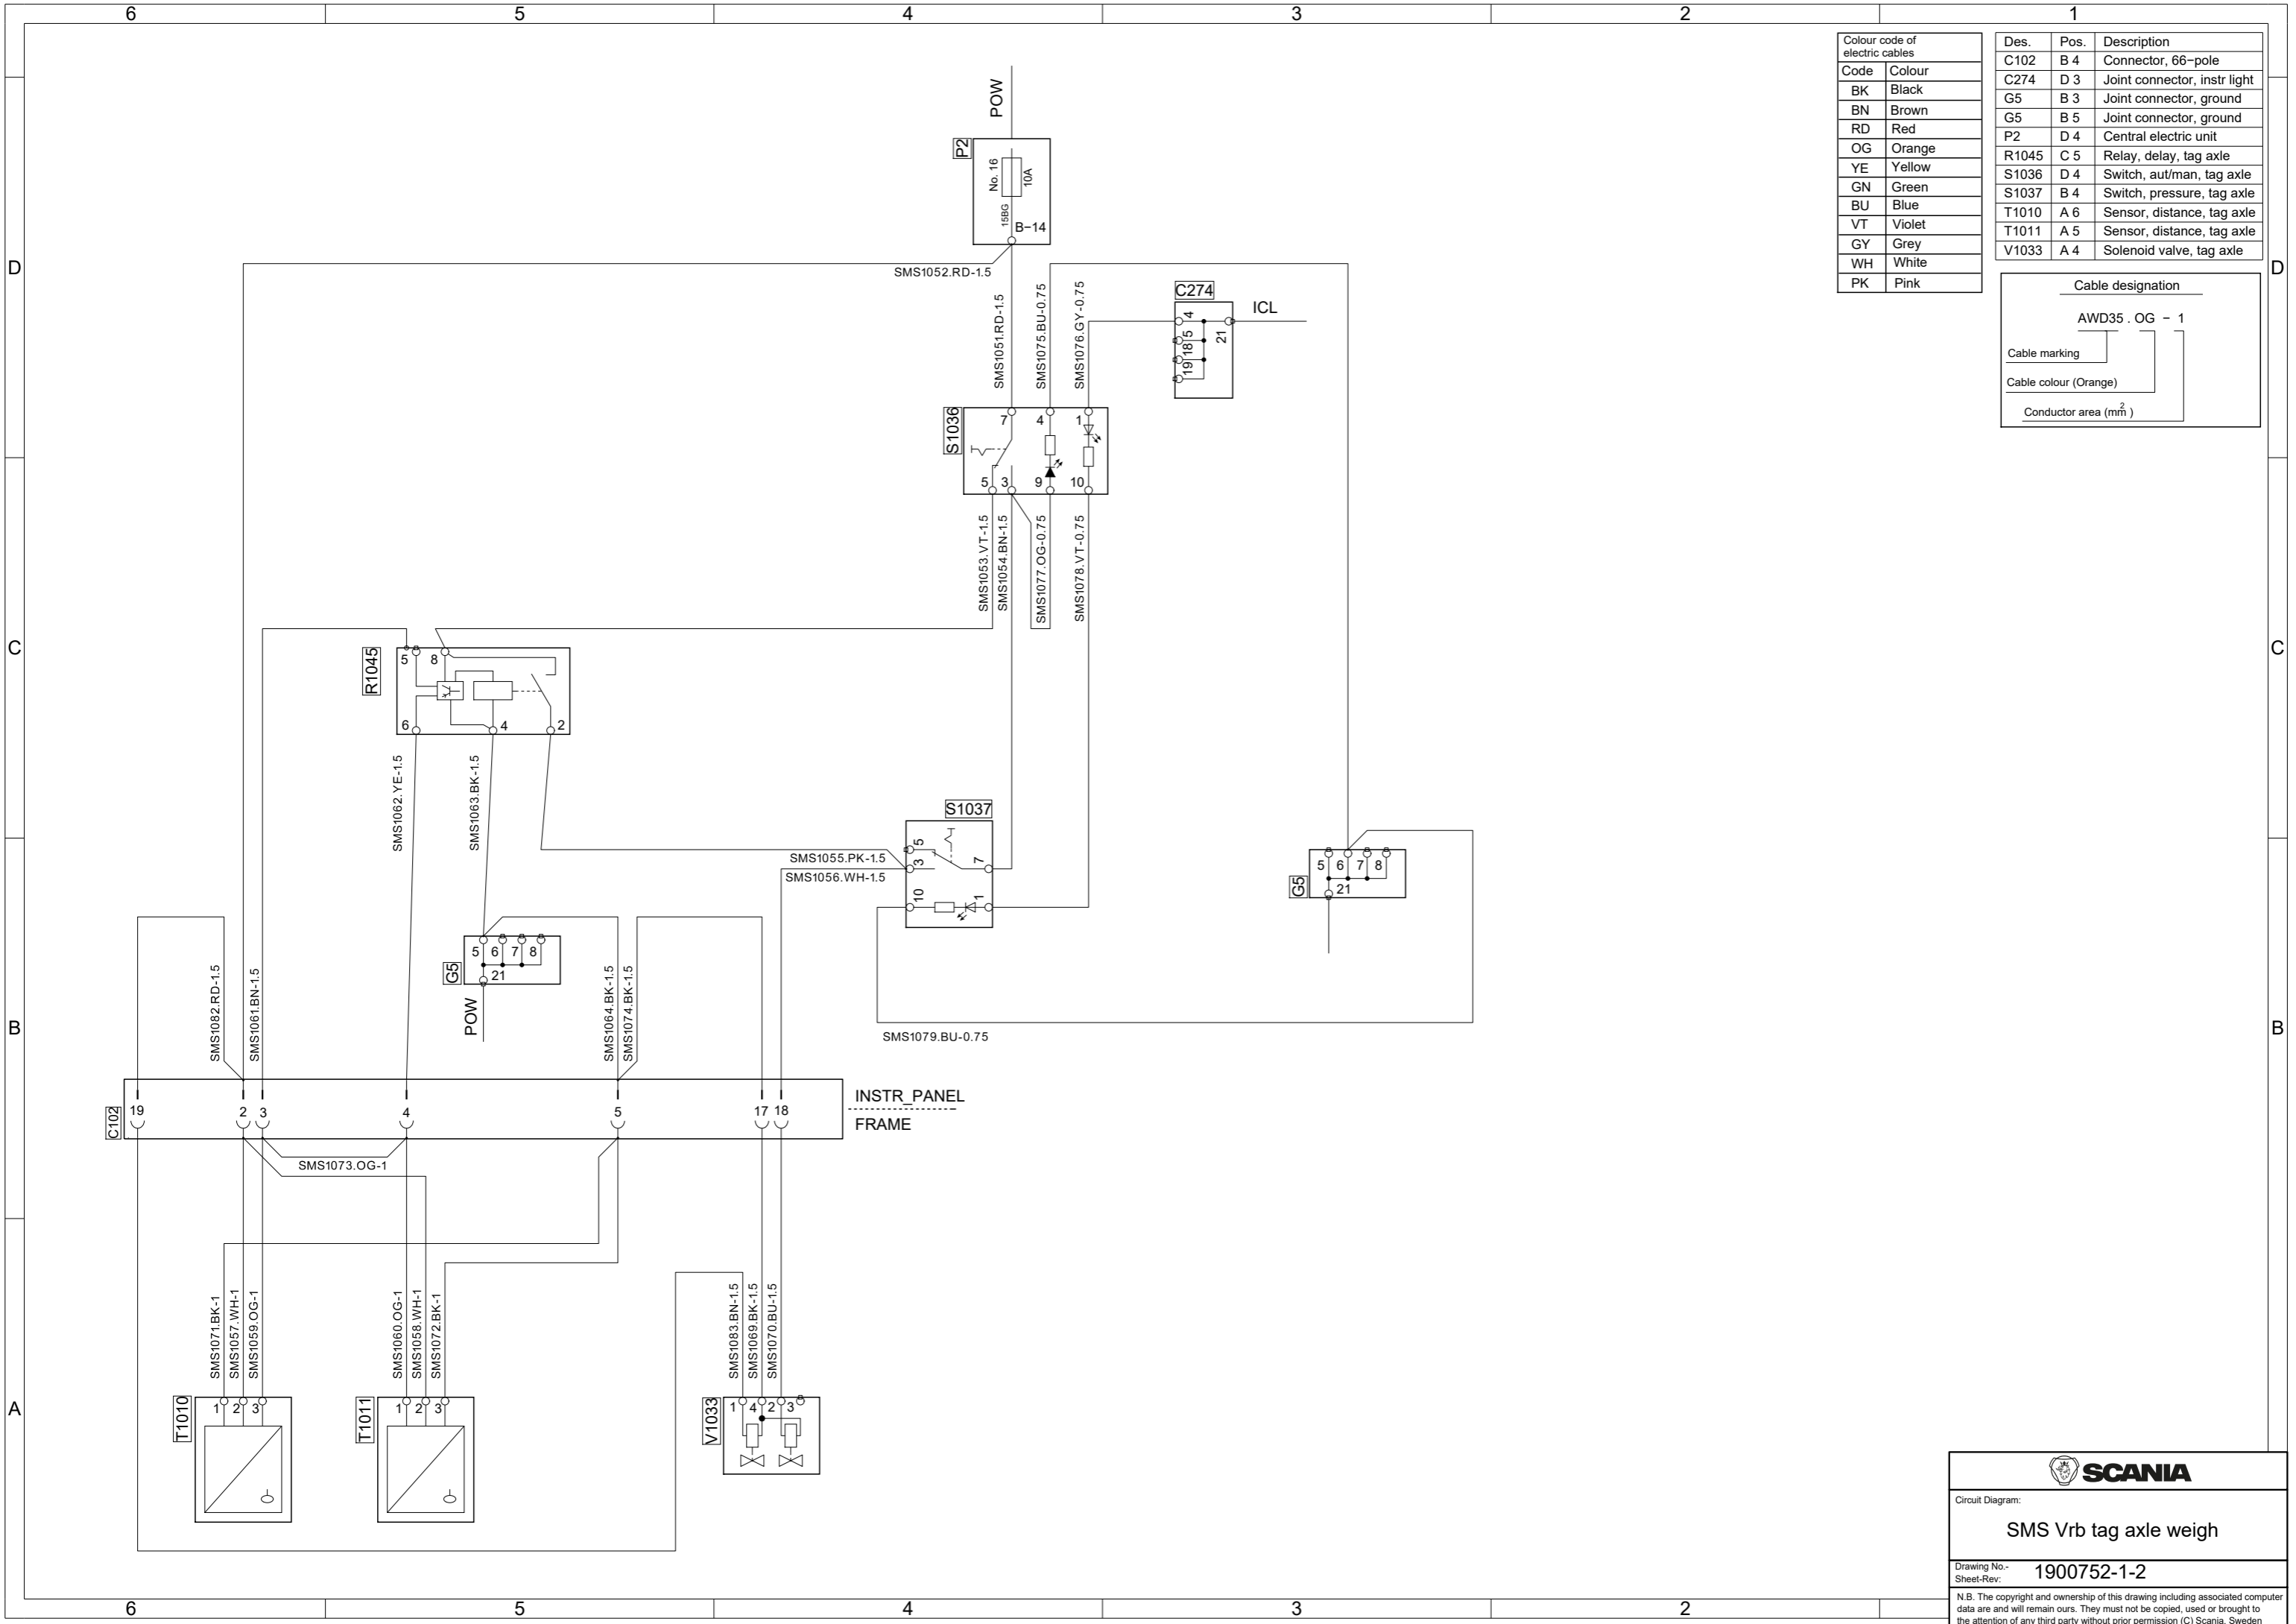 6 5 4 3 2 1
Colour code of
electric cables
Code Colour
BK Black
BN Brown
RD Red
OG Orange
YE Yellow
GN Green
BU Blue
VT Violet
GY Grey
WH White
PK Pink
Des. Pos. Description
C102 B 4 Connector, 66−pole
C274 D 3 Joint connector, instr light
G5 B 3 Joint connector, ground
G5 B 5 Joint connector, ground
P2 D 4 Central electric unit
R1045 C 5 Relay, delay, tag axle
S1036 D 4 Switch, aut/man, tag axle
S1037 B 4 Switch, pressure, tag axle
T1010 A 6 Sensor, distance, tag axle
T1011 A 5 Sensor, distance, tag axle
V1033 A 4 Solenoid valve, tag axle
Cable designation
AWD35 . OG − 1
Cable marking
Cable colour (Orange)
Conductor area (mm2)
POW
P2
No. 16
10A
15BG
B−14
D D
SMS1052.RD-1.5
SMS1051.RD-1.5
SMS1075.BU-0.75
SMS1076.GY-0.75
C274
4 5 18 19 21
ICL
S1036
7 4 1
5 3 9 10
SMS1053.VT-1.5
SMS1054.BN-1.5
SMS1077.OG-0.75
SMS1078.VT-0.75
C C
R1045
5 8
6 4 2
SMS1062.YE-1.5
SMS1063.BK-1.5
S1037
5 3 7
10 1
SMS1055.PK-1.5
SMS1056.WH-1.5
G5
5 6 7 8
21
G5
5 6 7 8
21
POW
SMS1082.RD-1.5
SMS1061.BN-1.5
SMS1064.BK-1.5
SMS1074.BK-1.5
SMS1079.BU-0.75
B B
C102
19 2 3 4 5 17 18
INSTR_PANEL
FRAME
SMS1073.OG-1
SMS1071.BK-1
SMS1057.WH-1
SMS1059.OG-1
SMS1060.OG-1
SMS1058.WH-1
SMS1072.BK-1
SMS1083.BN-1.5
SMS1069.BK-1.5
SMS1070.BU-1.5
A A
T1010
1 2 3
T1011
1 2 3
V1033
1 4 2 3
SCANIA
Circuit Diagram:
SMS Vrb tag axle weigh
Drawing No.-
Sheet-Rev:
1900752-1-2
N.B. The copyright and ownership of this drawing including associated computer
data are and will remain ours. They must not be copied, used or brought to
the attention of any third party without prior permission (C) Scania, Sweden
6 5 4 3 2